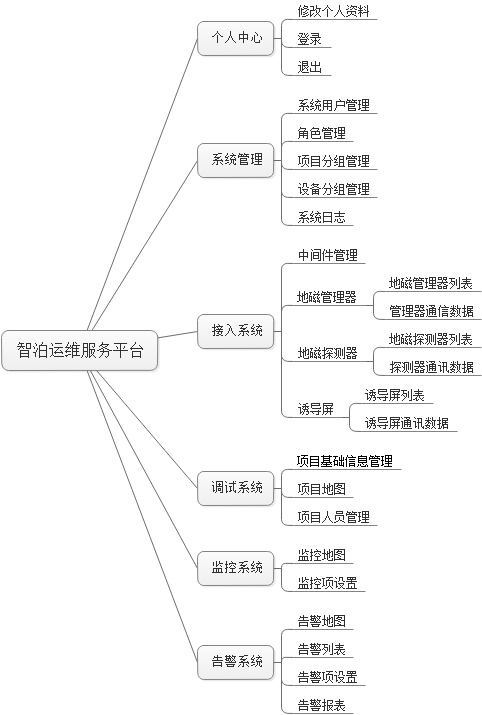 智泊运维服务平台
个人中心
修改个人资料
登录
退出
系统管理
系统用户管理
角色管理
项目分组管理
设备分组管理
系统日志
接入系统
中间件管理
地磁管理器
地磁管理器列表
管理器通信数据
地磁探测器
地磁探测器列表
探测器通讯数据
诱导屏
诱导屏列表
诱导屏通讯数据
调试系统
项目基础信息管理
项目地图
项目人员管理
监控系统
监控地图
监控项设置
告警系统
告警地图
告警列表
告警项设置
告警报表